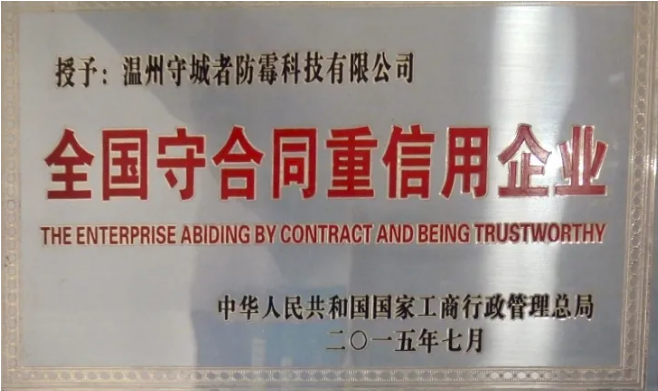 授予：温州守城者防霉科技有限公司
全国守合同重信用企业
THE ENTERPRISE ABIDING BY CONTRACT AND BEING TRUSTWORTHY
中华人民共和国国家工商行政管理总局
二〇一五年七月